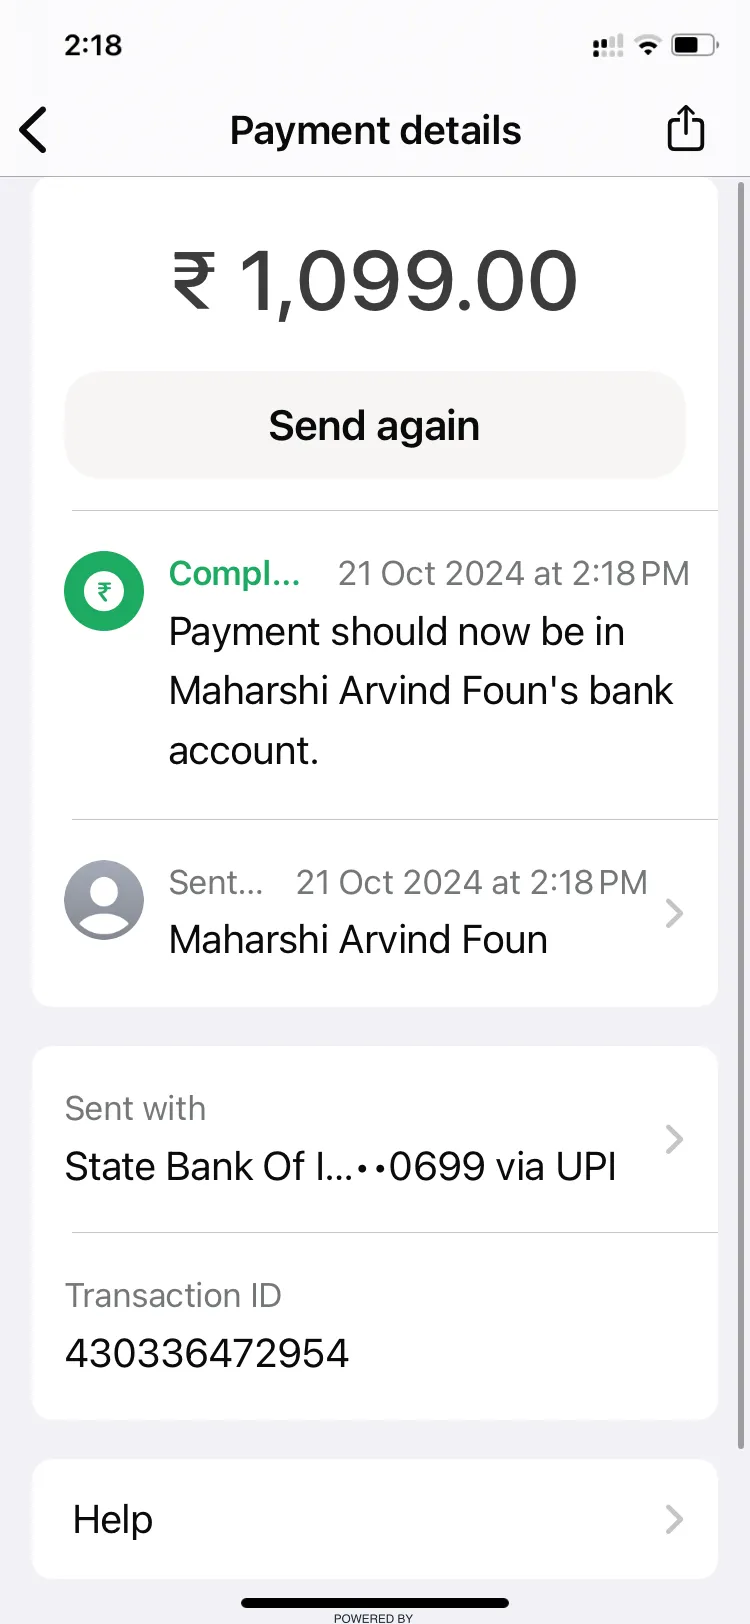 2:18
Payment details
₹ 1,099.00
Send again
Compl... 21 Oct 2024 at 2:18 PM
Payment should now be in
Maharshi Arvind Foun's bank
account.
Sent... 21 Oct 2024 at 2:18 PM
Maharshi Arvind Foun
Sent with
State Bank Of I...••0699 via UPI
Transaction ID
430336472954
Help
POWERED BY